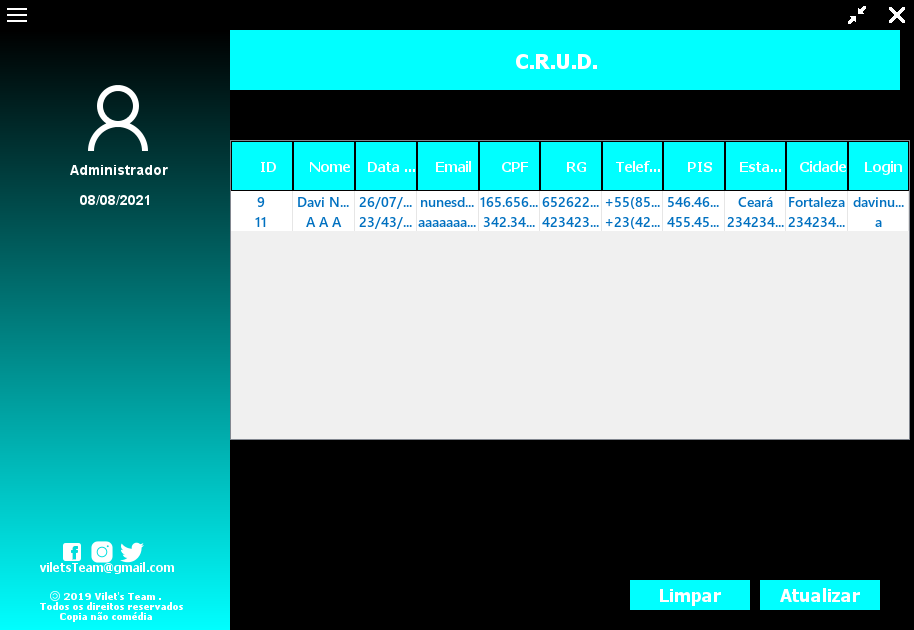 C.R.U.D.
Administrador
08/08/2021
ID Nome Data ... Email CPF RG Telef... PIS Esta... Cidade Login
9 Davi N... 26/07/... nunesd... 165.656... 652622... +55(85... 546.46... Ceará Fortaleza davinu...
11 A A A 23/43/... aaaaaaa... 342.34... 423423... +23(42... 455.45... 234234... 234234... a
viletsTeam@gmail.com
© 2019 Vilet's Team .
Todos os direitos reservados
Copia não comédia
Limpar Atualizar